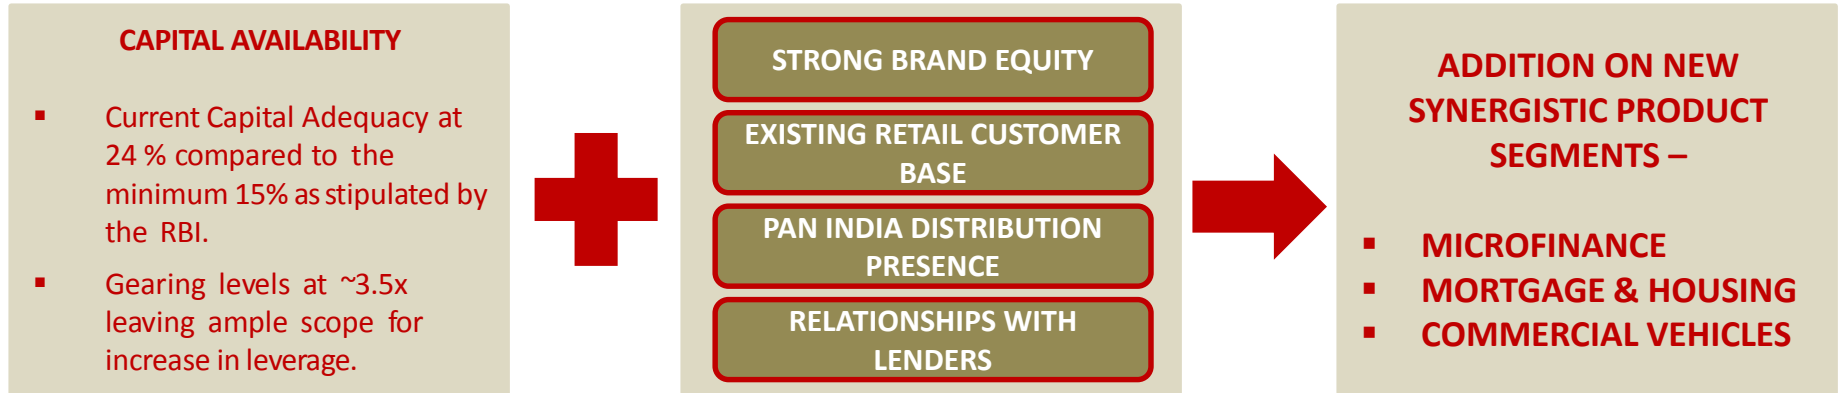 CAPITAL AVAILABILITY
▪ Current Capital Adequacy at
24 % compared to the
minimum 15% as stipulated by
the RBI.
▪ Gearing levels at ~3.5x
leaving ample scope for
increase in leverage.
STRONG BRAND EQUITY
EXISTING RETAIL CUSTOMER
BASE
PAN INDIA DISTRIBUTION
PRESENCE
RELATIONSHIPS WITH
LENDERS
ADDITION ON NEW
SYNERGISTIC PRODUCT
SEGMENTS –
▪ MICROFINANCE
▪ MORTGAGE & HOUSING
▪ COMMERCIAL VEHICLES